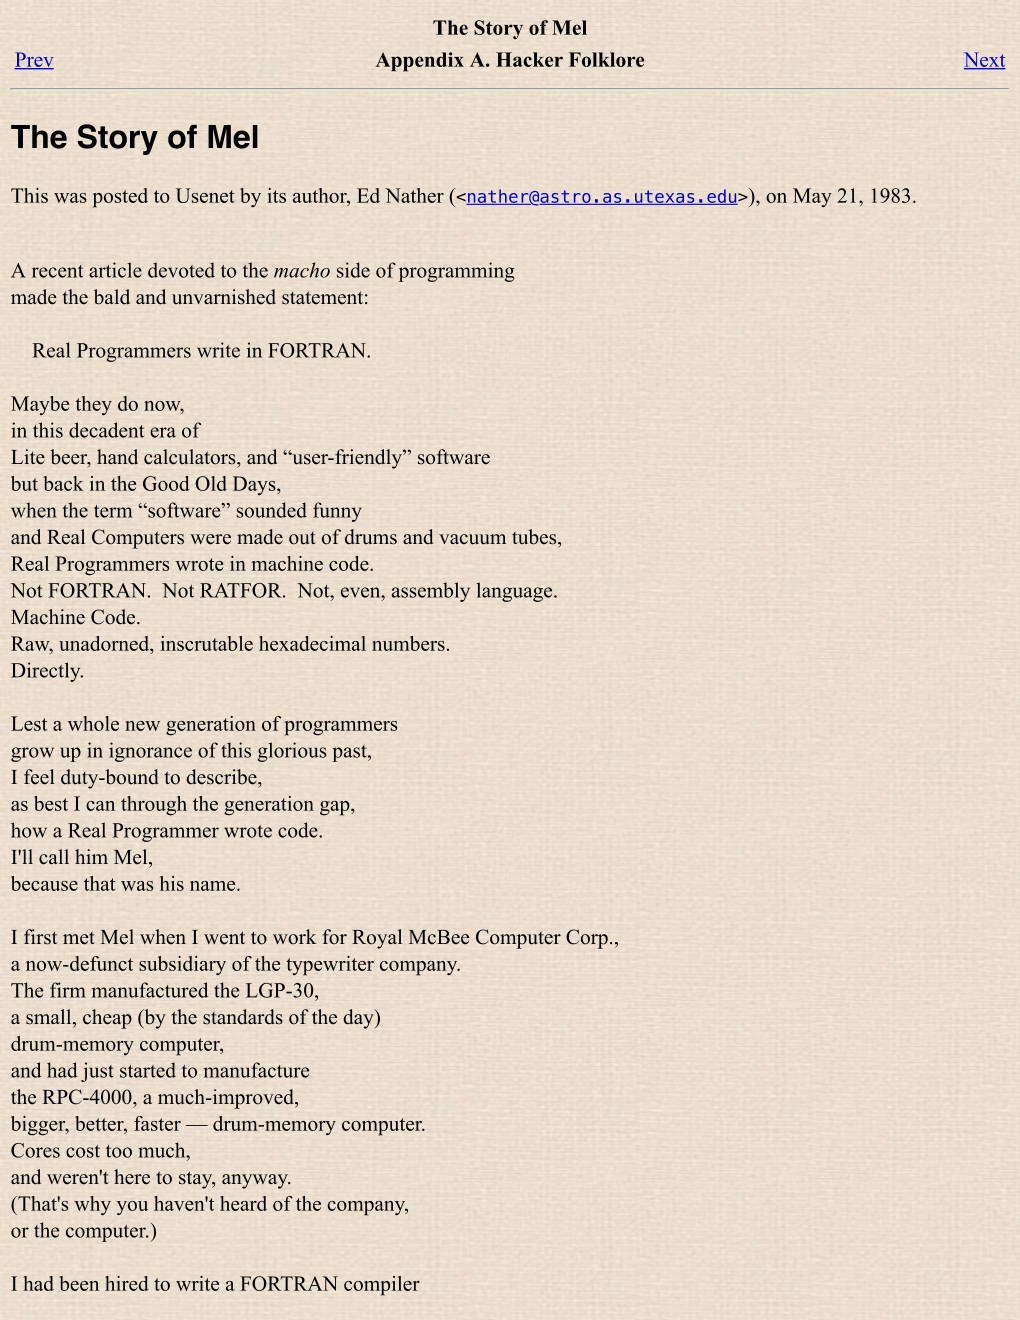 The Story of Mel
Prev Appendix A. Hacker Folklore Next
The Story of Mel
This was posted to Usenet by its author, Ed Nather (<nather@astro.as.utexas.edu>), on May 21, 1983.
A recent article devoted to the macho side of programming
made the bald and unvarnished statement:
Real Programmers write in FORTRAN.
Maybe they do now,
in this decadent era of
Lite beer, hand calculators, and “user-friendly” software
but back in the Good Old Days,
when the term “software” sounded funny
and Real Computers were made out of drums and vacuum tubes,
Real Programmers wrote in machine code.
Not FORTRAN.  Not RATFOR.  Not, even, assembly language.
Machine Code.
Raw, unadorned, inscrutable hexadecimal numbers.
Directly.
Lest a whole new generation of programmers
grow up in ignorance of this glorious past,
I feel duty-bound to describe,
as best I can through the generation gap,
how a Real Programmer wrote code.
I'll call him Mel,
because that was his name.
I first met Mel when I went to work for Royal McBee Computer Corp.,
a now-defunct subsidiary of the typewriter company.
The firm manufactured the LGP-30,
a small, cheap (by the standards of the day)
drum-memory computer,
and had just started to manufacture
the RPC-4000, a much-improved,
bigger, better, faster — drum-memory computer.
Cores cost too much,
and weren't here to stay, anyway.
(That's why you haven't heard of the company,
or the computer.)
I had been hired to write a FORTRAN compiler